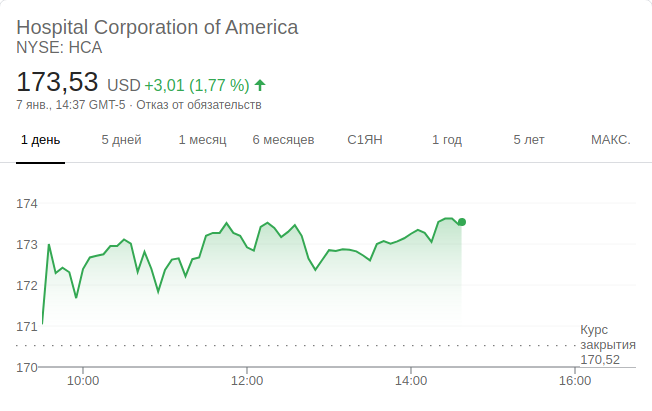 Hospital Corporation of America
NYSE: HCA
173,53 USD +3,01 (1,77 %)
7 янв., 14:37 GMT-5 · Отказ от обязательств
1 день 5 дней 1 месяц 6 месяцев С1ЯН 1 год 5 лет МАКС.
174
173
172
171
Курс
закрытия
170,52
170
10:00 12:00 14:00 16:00